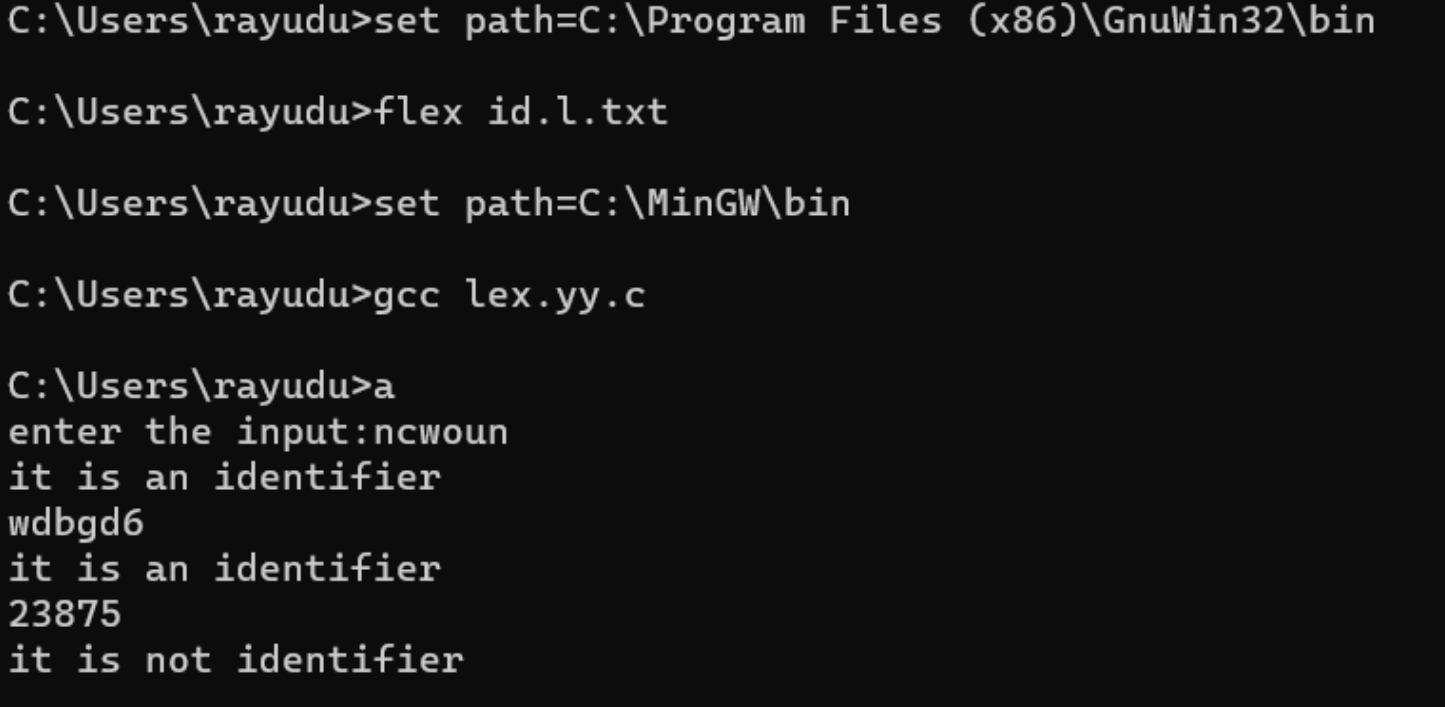 C:\Users\rayudu>set path=C:\Program Files (x86)\GnuWin32\bin
C:\Users\rayudu>flex id.l.txt
C:\Users\rayudu>set path=C:\MinGW\bin
C:\Users\rayudu>gcc lex.yy.c
C:\Users\rayudu>a
enter the input:ncwoun
it is an identifier
wdbgd6
it is an identifier
23875
it is not identifier